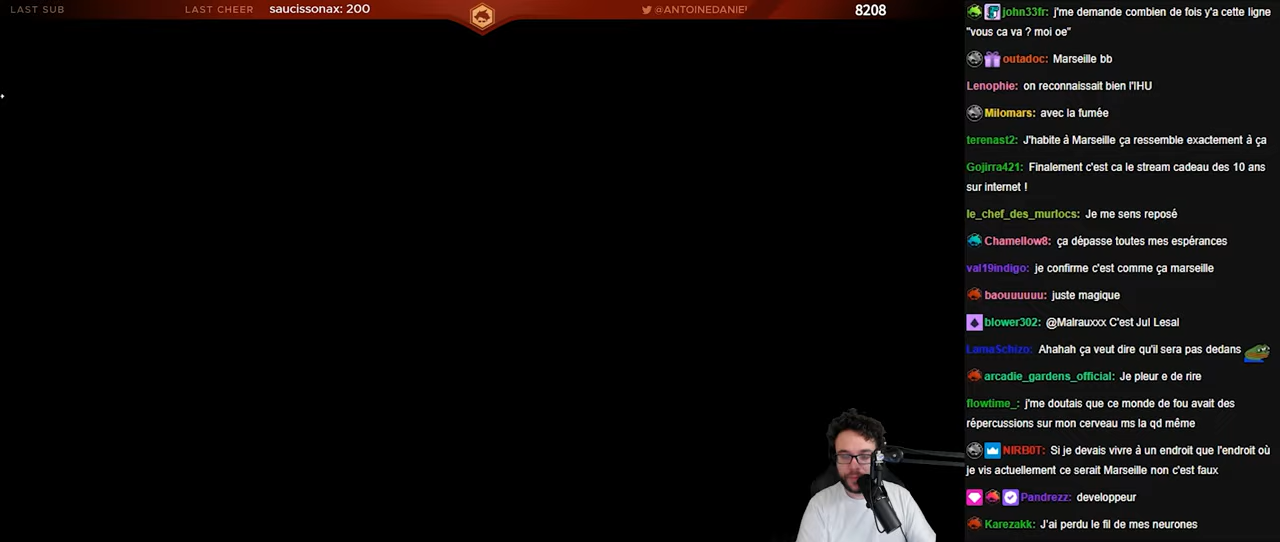 LAST SUB
LAST CHEER saucissonax: 200
@ANTOINEDANIE
8208
john33fr: j'me demande combien de fois y'a cette ligne
"vous ca va ? moi oe"
outadoc: Marseille bb
Lenophie: on reconnaissait bien l'IHU
Milomars: avec la fumée
terenast2: J'habite à Marseille ça ressemble exactement à ça
Gojirra421: Finalement c'est ca le stream cadeau des 10 ans
sur internet !
le_chef_des_murlocs: Je me sens reposé
Chamellow8: ça dépasse toutes mes espérances
val19indigo: je confirme c'est comme ça marseille
baouuuuuu: juste magique
blower302: @Malrauxxx C'est Jul Lesal
LamaSchizo: Ahahah ça veut dire qu'il sera pas dedans
arcadie_gardens_official: Je pleur e de rire
flowtime_: j'me doutais que ce monde de fou avait des
répercussions sur mon cerveau ms la qd même
NIRB0T: Si je devais vivre à un endroit que l'endroit où
je vis actuellement ce serait Marseille non c'est faux
Pandrezz: developpeur
Karezakk: J'ai perdu le fil de mes neurones